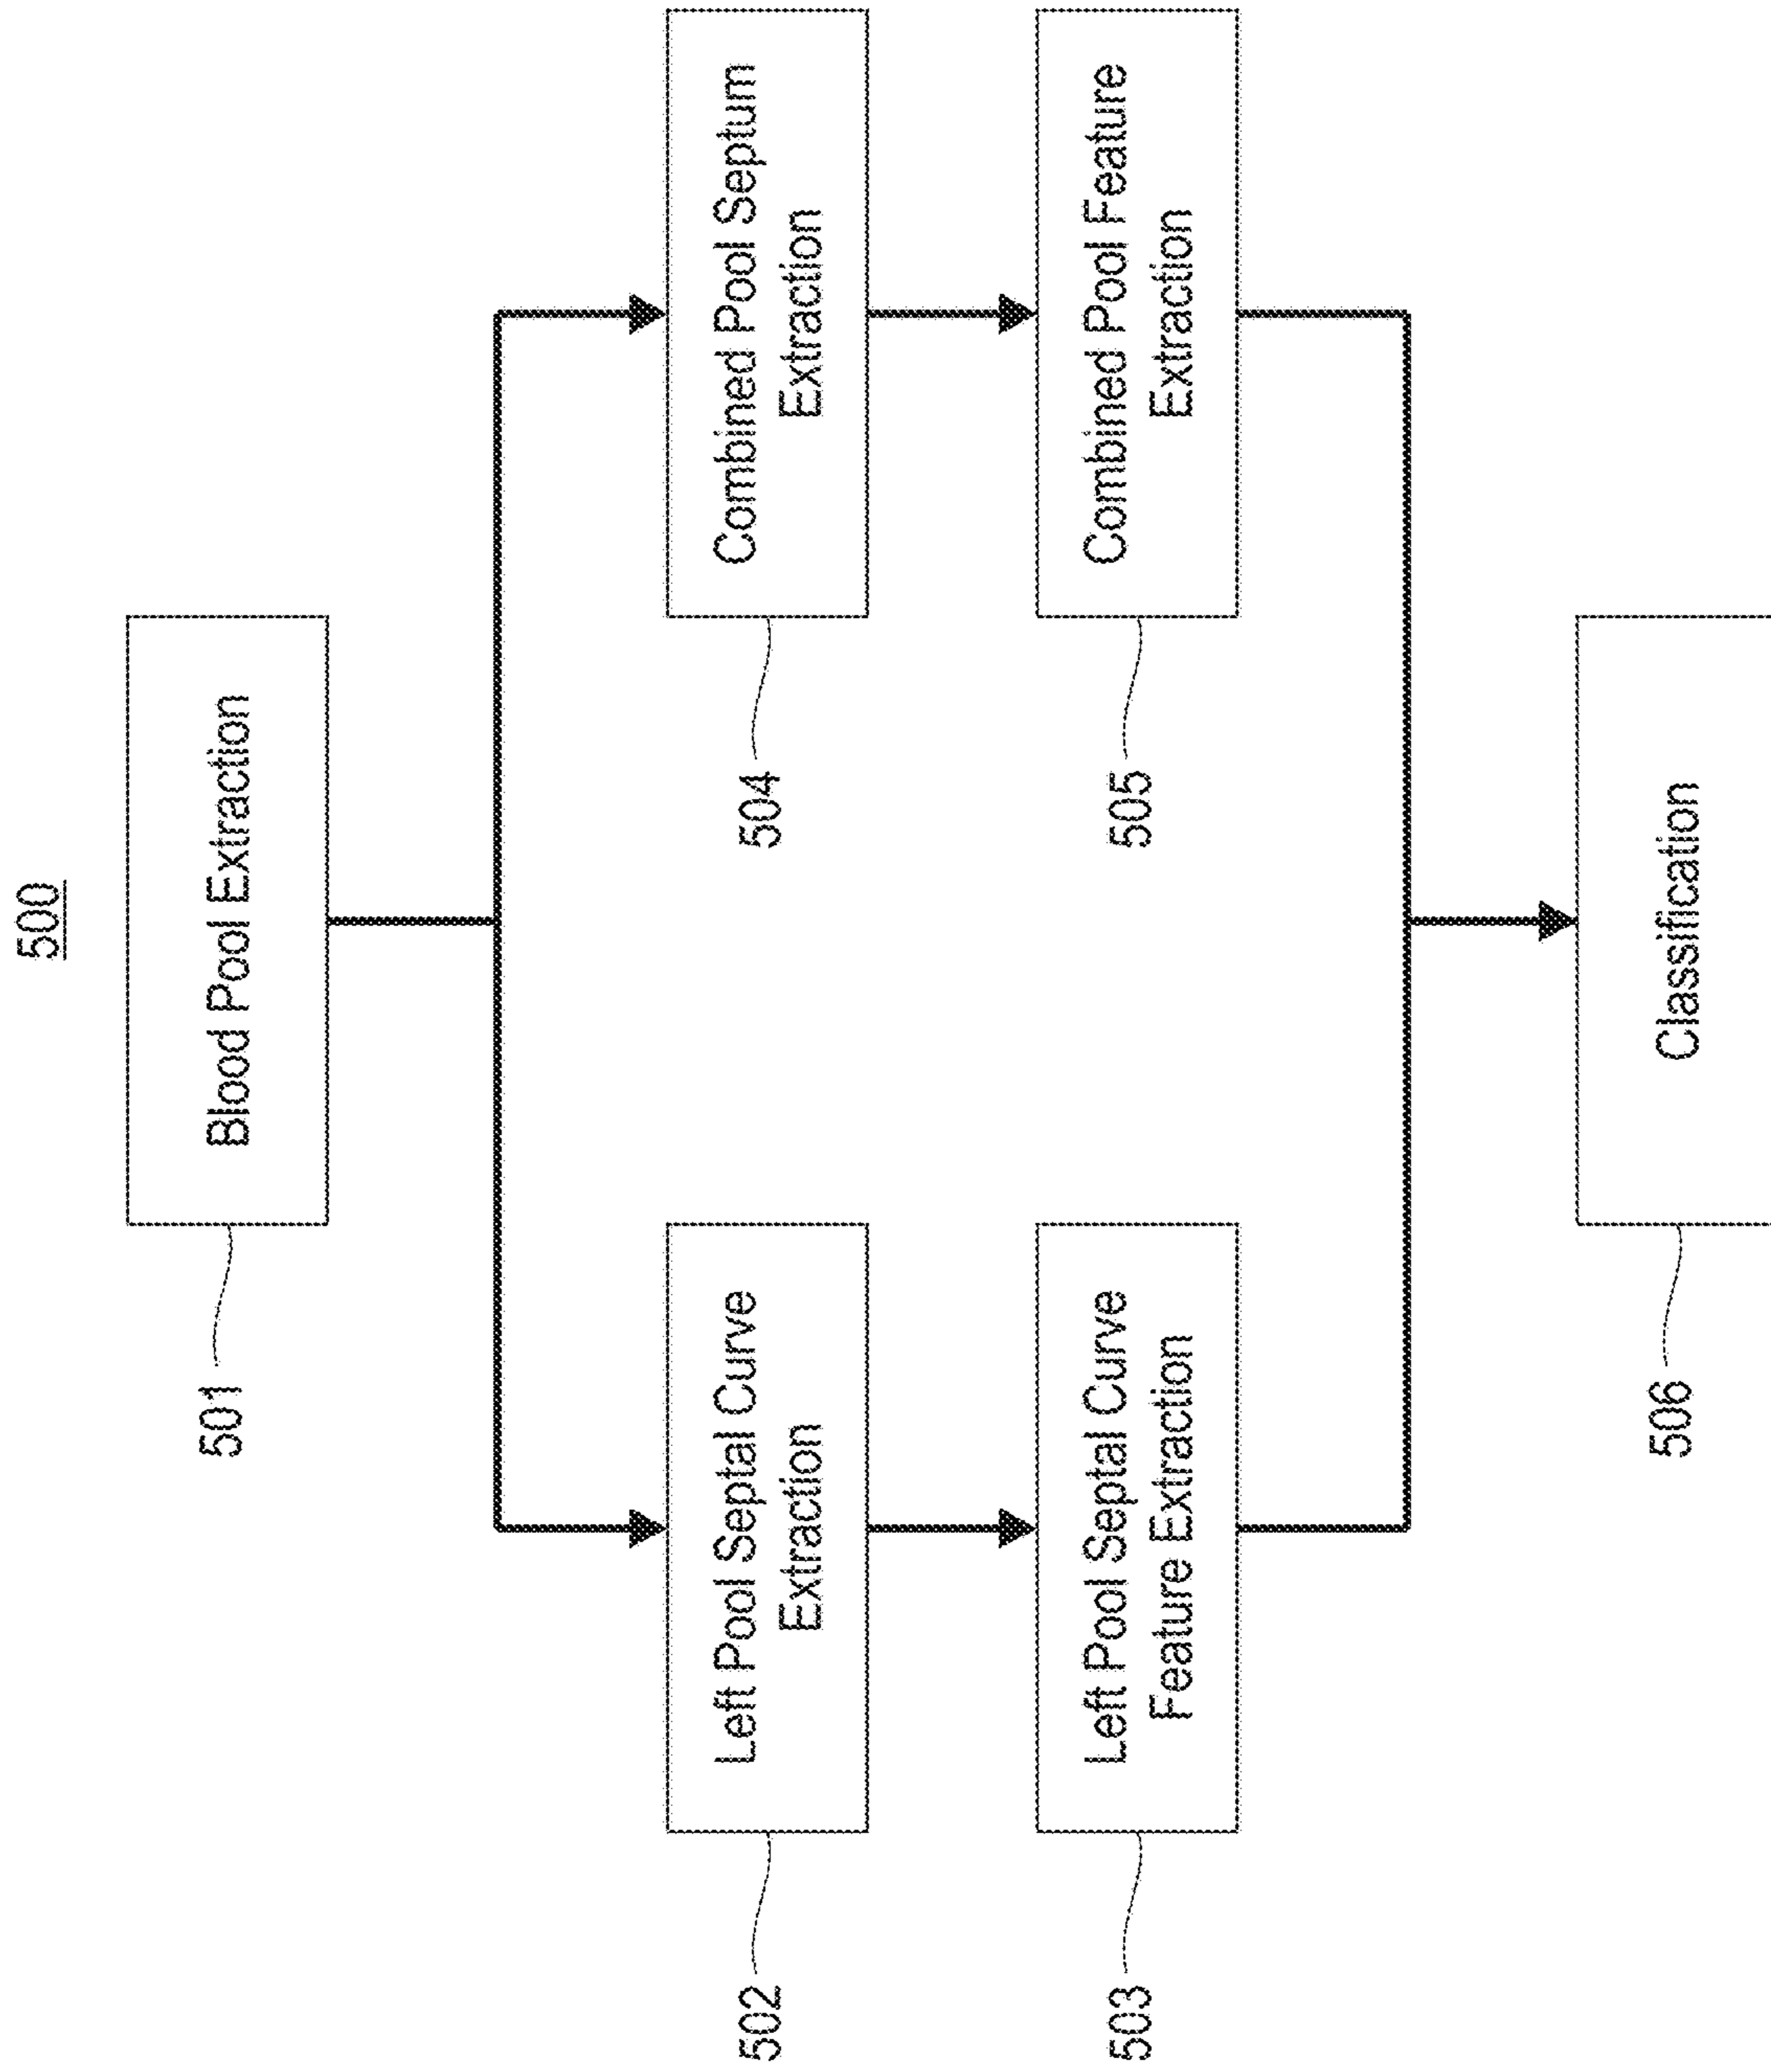 500
Blood Pool Extraction
501
Left Pool Septal Curve
Extraction
502
Combined Pool Septum
Extraction
504
Left Pool Septal Curve
Feature Extraction
503
Combined Pool Feature
Extraction
505
Classification
506